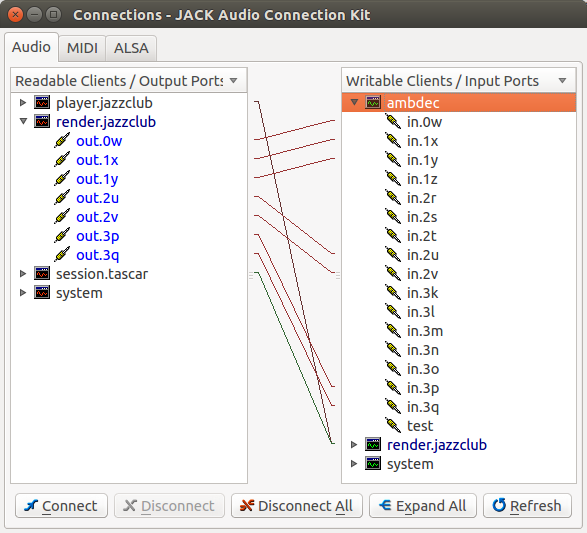 Connections - JACK Audio Connection Kit
Audio MIDI ALSA
Readable Clients / Output Ports
player.jazzclub
render.jazzclub
out.0w
out.1x
out.1y
out.2u
out.2v
out.3p
out.3q
session.tascar
system
Writable Clients / Input Ports
ambdec
in.0w
in.1x
in.1y
in.1z
in.2r
in.2s
in.2t
in.2u
in.2v
in.3k
in.3l
in.3m
in.3n
in.3o
in.3p
in.3q
test
render.jazzclub
system
Connect Disconnect Disconnect All Expand All Refresh